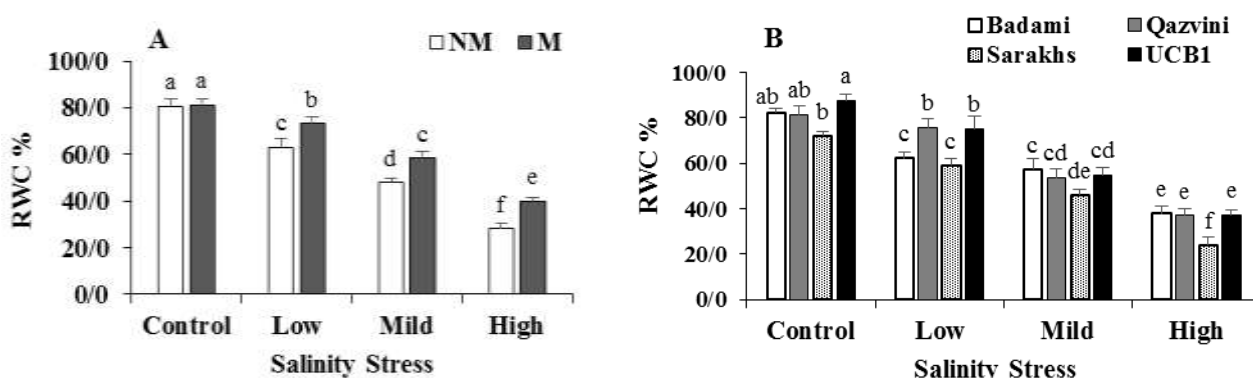 A
NM M
100/0
80/0
60/0
40/0
20/0
0/0
RWC %
a a
c b
d c
f e
Control Low Mild High
Salinity Stress
B
Badami Qazvini
Sarakhs UCB1
100/0
80/0
60/0
40/0
20/0
0/0
RWC %
ab ab b a
c b c b
c cd de cd
e e f e
Control Low Mild High
Salinity Stress